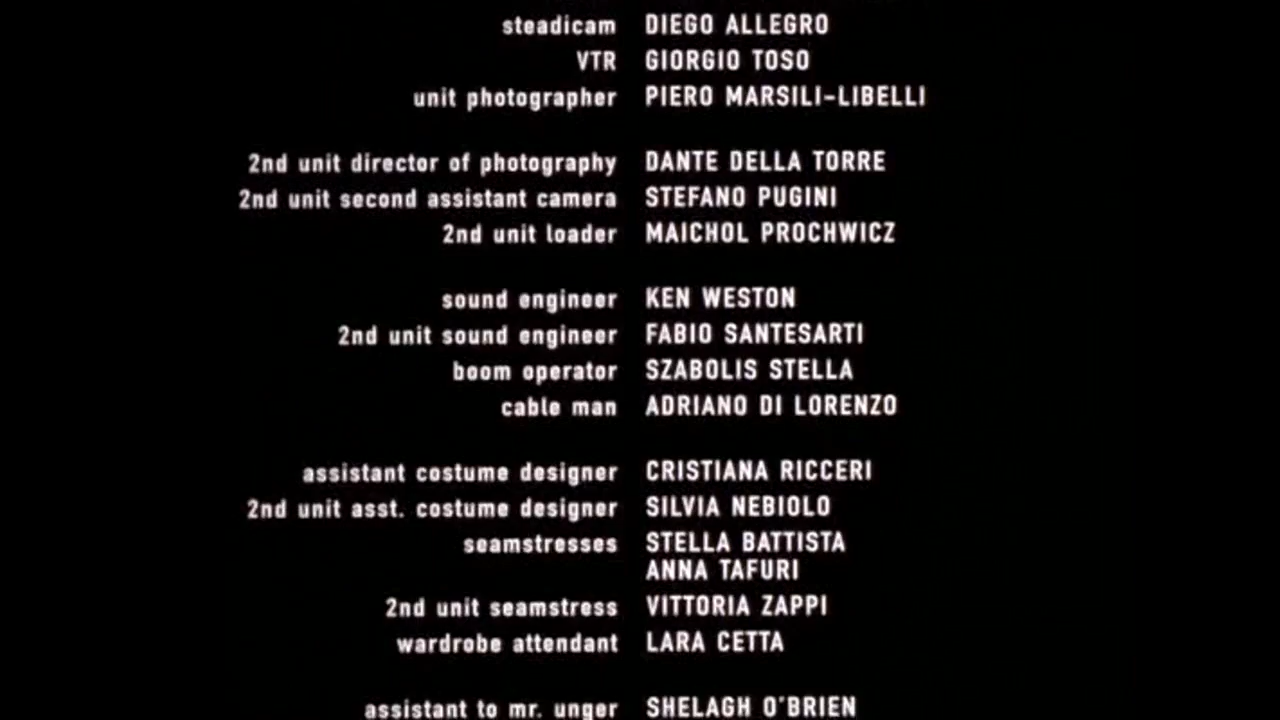 steadicam DIEGO ALLEGRO
VTR GIORGIO TOSO
unit photographer PIERO MARSILI-LIBELLI
2nd unit director of photography DANTE DELLA TORRE
2nd unit second assistant camera STEFANO PUGINI
2nd unit loader MAICHOL PROCHWICZ
sound engineer KEN WESTON
2nd unit sound engineer FABIO SANTESARTI
boom operator SZABOLIS STELLA
cable man ADRIANO DI LORENZO
assistant costume designer CRISTIANA RICCERI
2nd unit asst. costume designer SILVIA NEBIOLO
seamstresses STELLA BATTISTA
ANNA TAFURI
2nd unit seamstress VITTORIA ZAPPI
wardrobe attendant LARA CETTA
assistant to mr. unger SHELAGH O'BRIEN